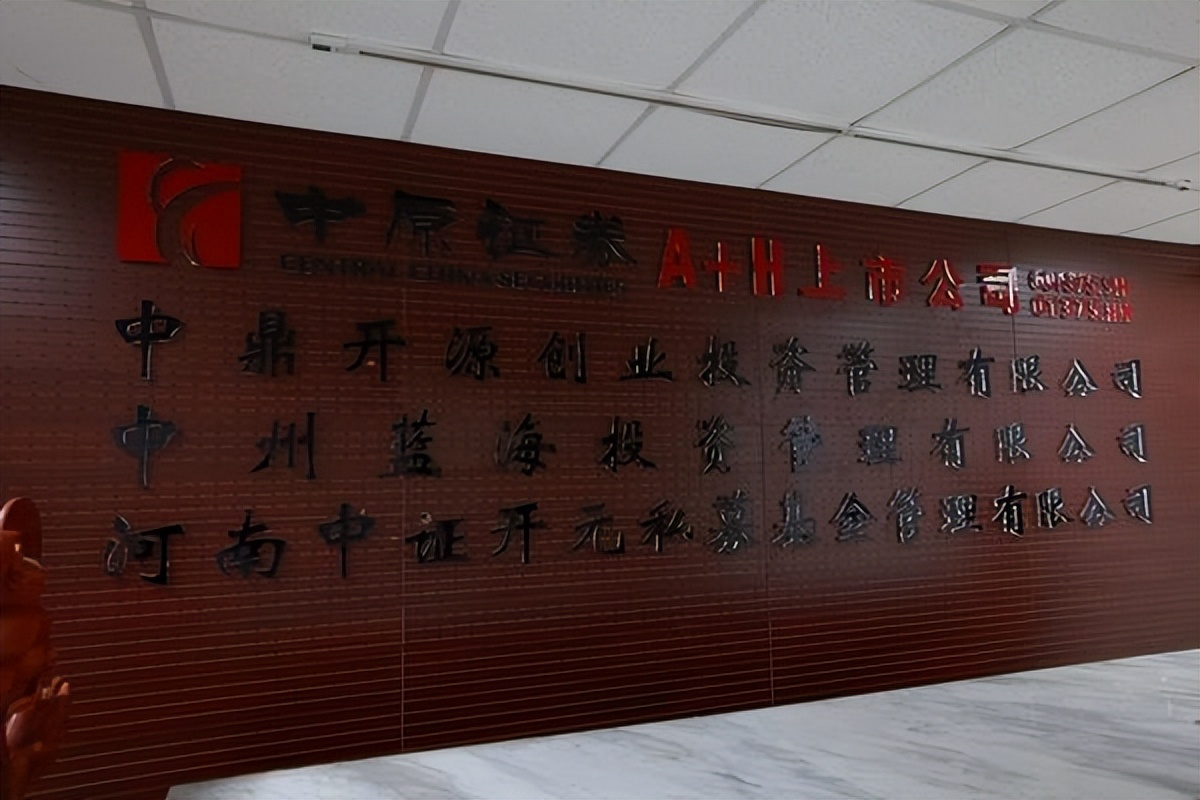 中原证券 A+H上市公司 601375.SH
CENTRAL CHINA SECURITIES 01375.HK
中鼎开源创业投资管理有限公司
中州蓝海投资管理有限公司
河南中证开元私募基金管理有限公司